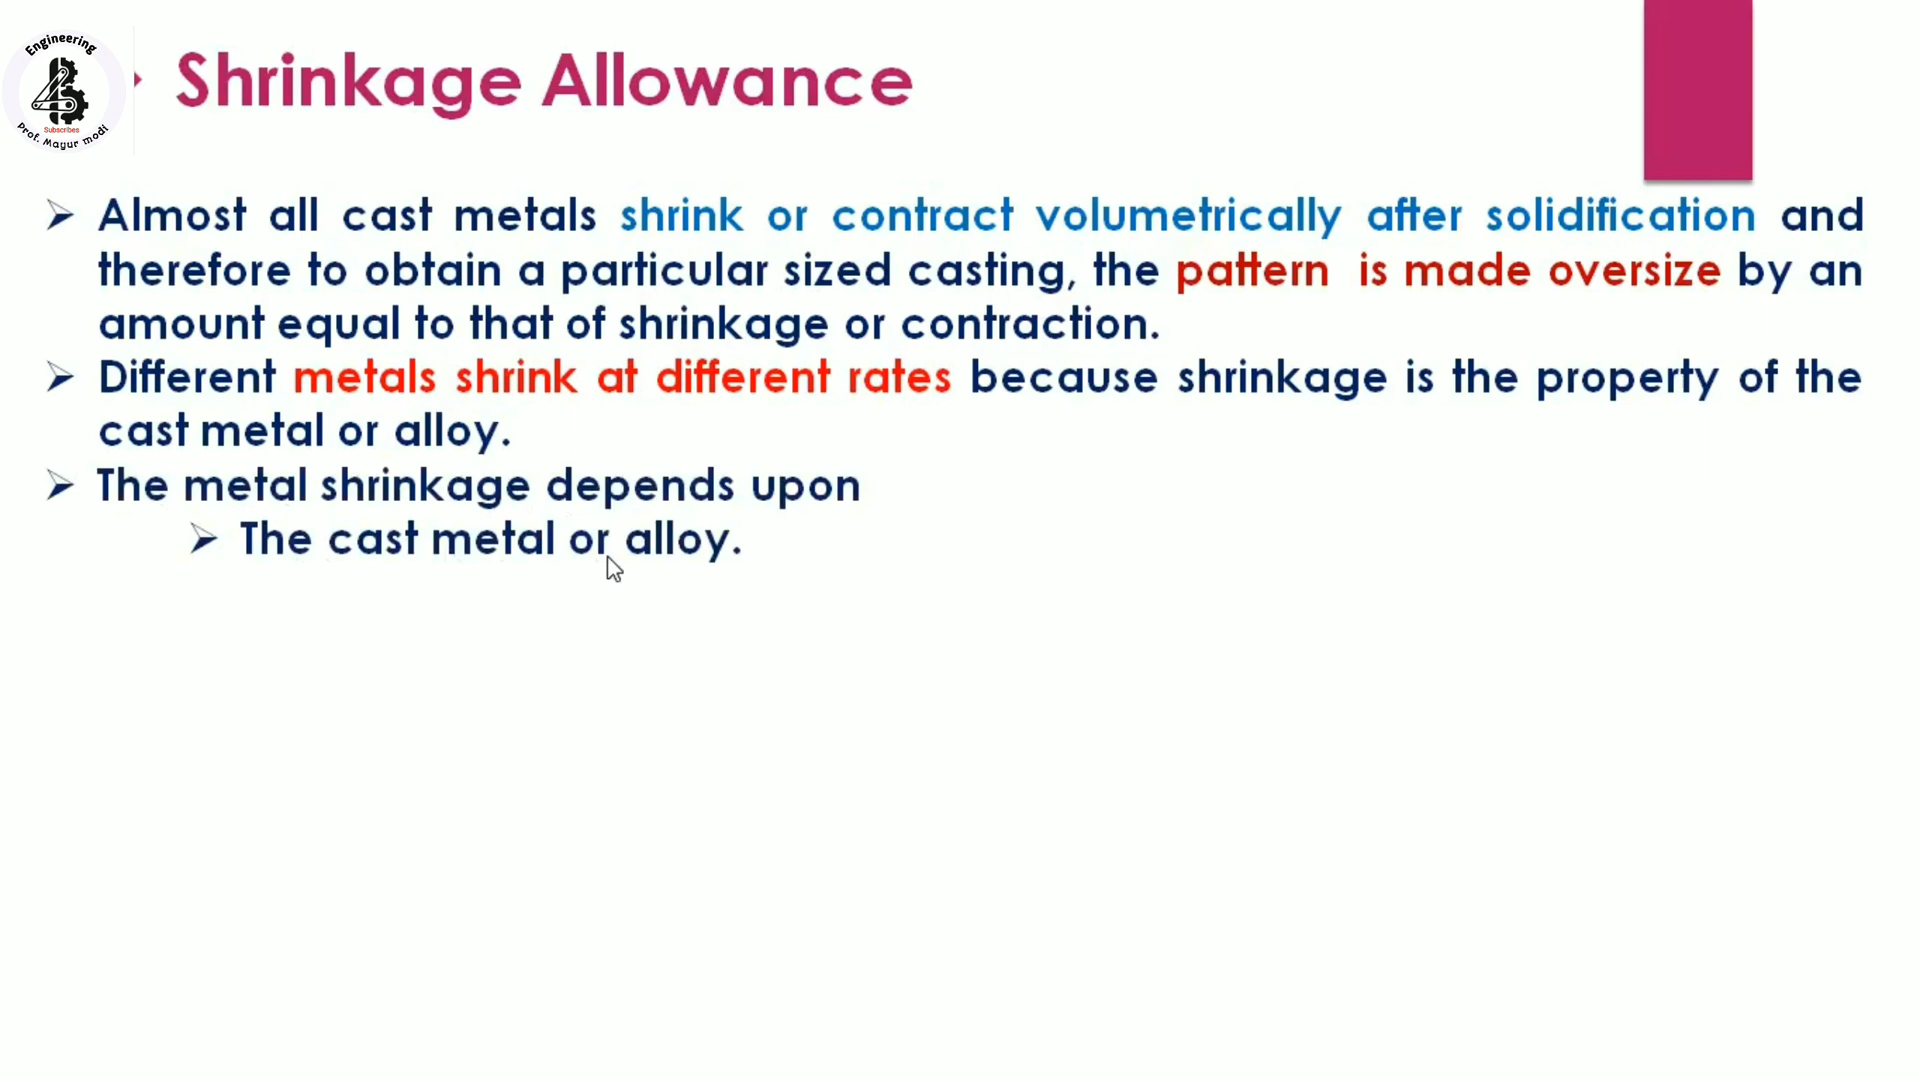 Engineering
Subscribes
Prof. Mayur modi
Shrinkage Allowance
➢ Almost all cast metals shrink or contract volumetrically after solidification and
therefore to obtain a particular sized casting, the pattern is made oversize by an
amount equal to that of shrinkage or contraction.
➢ Different metals shrink at different rates because shrinkage is the property of the
cast metal or alloy.
➢ The metal shrinkage depends upon
➢ The cast metal or alloy.